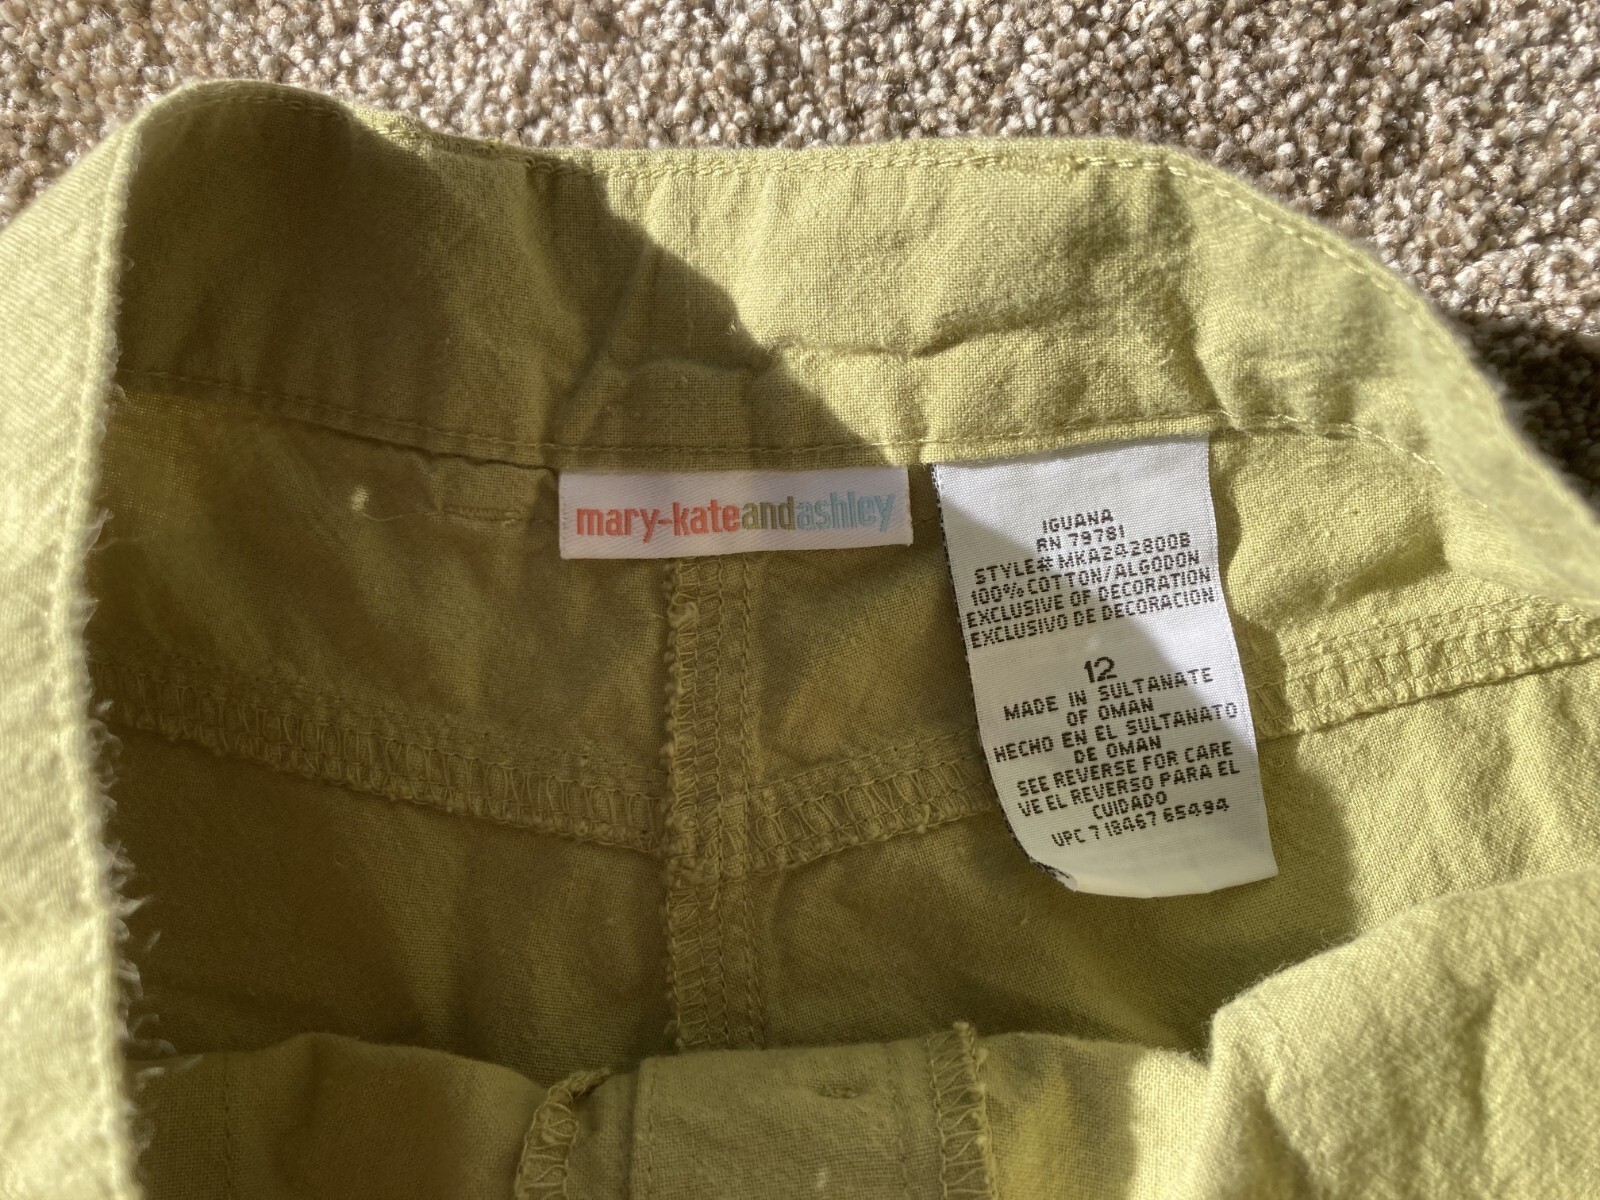 mary-kateandashley
IGUANA
RN 79781
STYLE# MKA242800B
100% COTTON/ALGODON
EXCLUSIVE OF DECORATION
EXCLUSIVO DE DECORACION
12
MADE IN SULTANATE
OF OMAN
HECHO EN EL SULTANATO
DE OMAN
SEE REVERSE FOR CARE
VE EL REVERSO PARA EL
CUIDADO
UPC 7 18467 65494